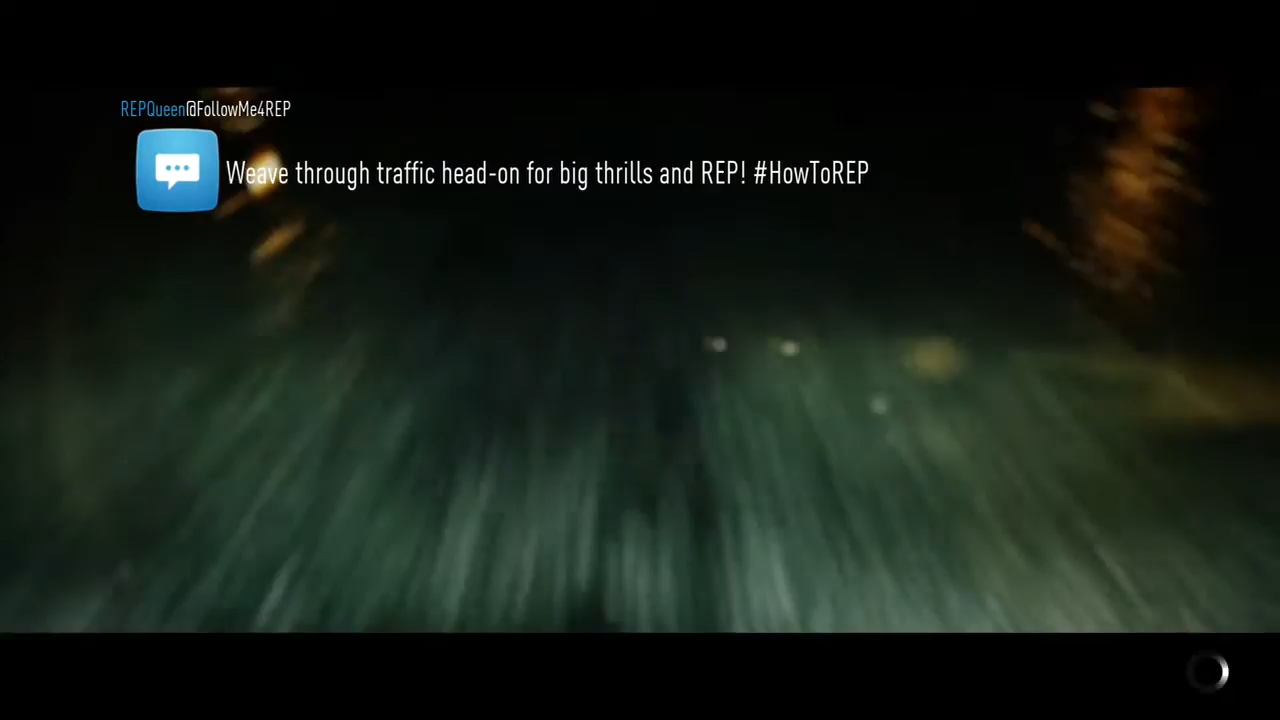 REPQueen@FollowMe4REP
Weave through traffic head-on for big thrills and REP! #HowToREP